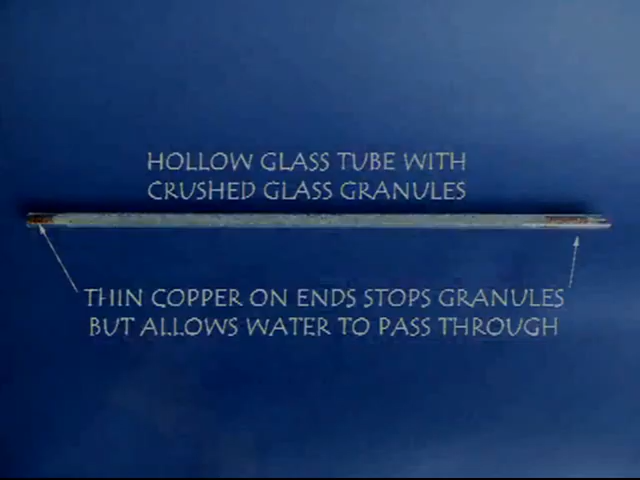 HOLLOW GLASS TUBE WITH
CRUSHED GLASS GRANULES
THIN COPPER ON ENDS STOPS GRANULES
BUT ALLOWS WATER TO PASS THROUGH